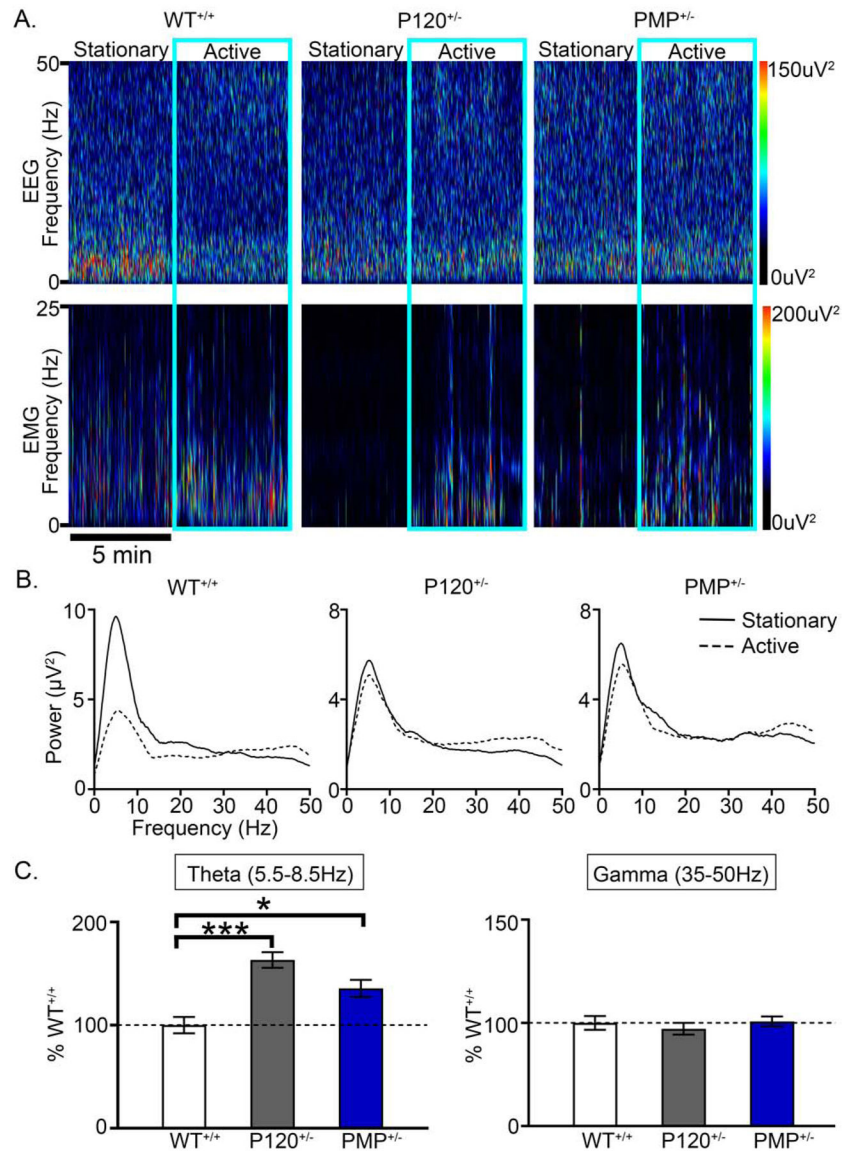 A.
WT+/+ P120+/- PMP+/-
Stationary Active Stationary Active Stationary Active
50 150uV²
EEG
Frequency (Hz)
0 0uV²
25 200uV²
EMG
Frequency (Hz)
0 0uV²
5 min
B.
WT+/+ P120+/- PMP+/-
10 8 8
Stationary
Active
5 4 4
Power (µV²)
0 0 0
0 10 20 30 40 50 0 10 20 30 40 50 0 10 20 30 40 50
Frequency (Hz)
C.
Theta (5.5-8.5Hz) Gamma (35-50Hz)
200 150
*
***
% WT+/+ % WT+/+
100 100
0 0
WT+/+ P120+/- PMP+/- WT+/+ P120+/- PMP+/-